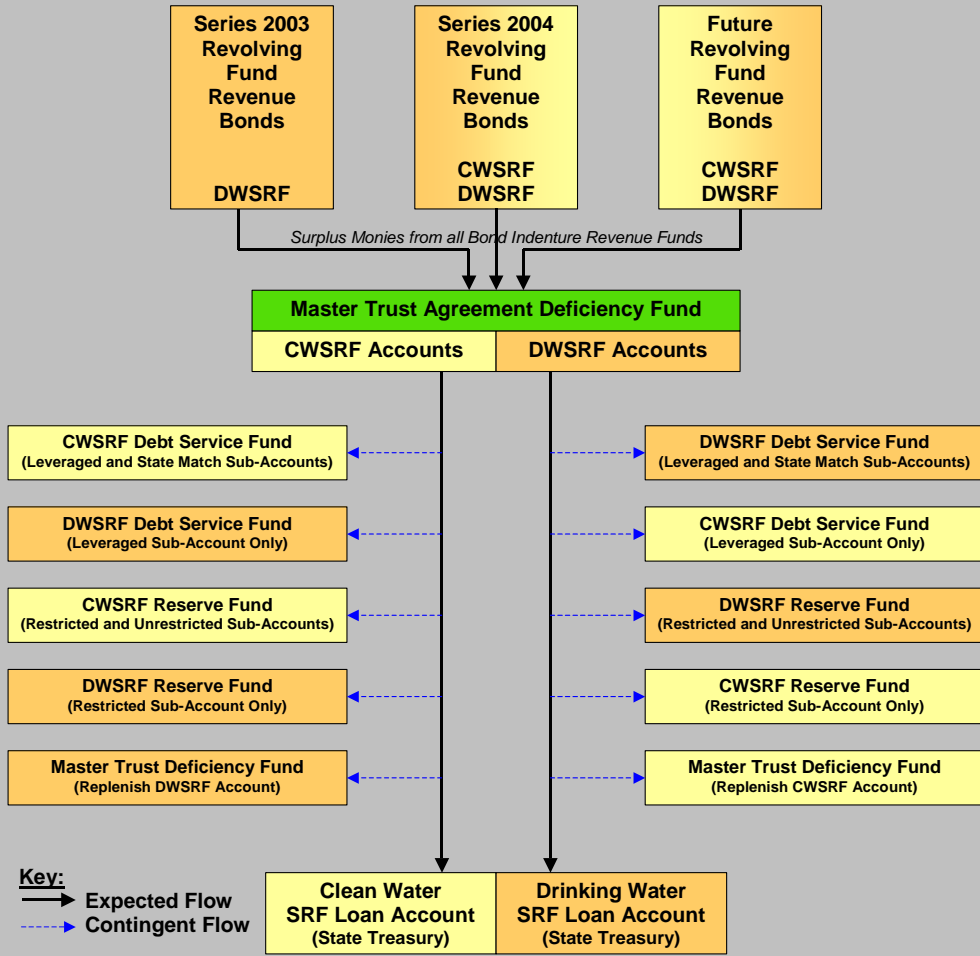 Series 2003
Revolving
Fund
Revenue
Bonds
DWSRF
Series 2004
Revolving
Fund
Revenue
Bonds
CWSRF
DWSRF
Future
Revolving
Fund
Revenue
Bonds
CWSRF
DWSRF
Surplus Monies from all Bond Indenture Revenue Funds
Master Trust Agreement Deficiency Fund
CWSRF Accounts
DWSRF Accounts
CWSRF Debt Service Fund
(Leveraged and State Match Sub-Accounts)
DWSRF Debt Service Fund
(Leveraged Sub-Account Only)
CWSRF Reserve Fund
(Restricted and Unrestricted Sub-Accounts)
DWSRF Reserve Fund
(Restricted Sub-Account Only)
Master Trust Deficiency Fund
(Replenish DWSRF Account)
DWSRF Debt Service Fund
(Leveraged and State Match Sub-Accounts)
CWSRF Debt Service Fund
(Leveraged Sub-Account Only)
DWSRF Reserve Fund
(Restricted and Unrestricted Sub-Accounts)
CWSRF Reserve Fund
(Restricted Sub-Account Only)
Master Trust Deficiency Fund
(Replenish CWSRF Account)
Key:
Expected Flow
Contingent Flow
Clean Water
SRF Loan Account
(State Treasury)
Drinking Water
SRF Loan Account
(State Treasury)